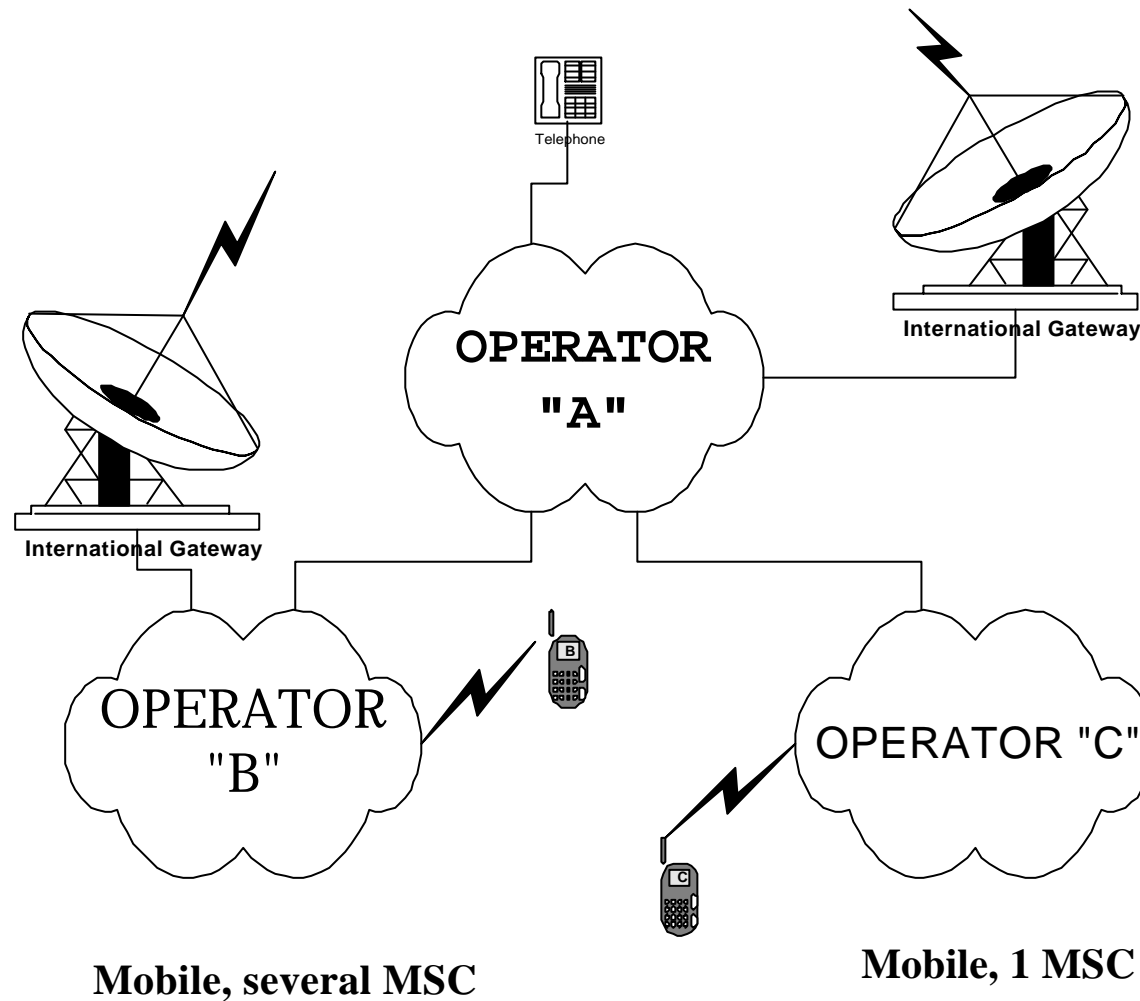 Telephone
International Gateway
OPERATOR
"A"
International Gateway
B
OPERATOR
"B"
OPERATOR "C"
C
Mobile, several MSC
Mobile, 1 MSC